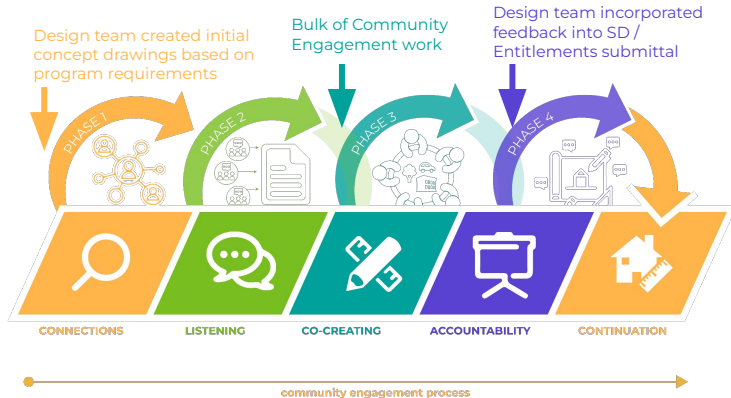 Design team created initial
concept drawings based on
program requirements
Bulk of Community
Engagement work
Design team incorporated
feedback into SD /
Entitlements submittal
PHASE 1
PHASE 2
PHASE 3
PHASE 4
CONNECTIONS
LISTENING
CO-CREATING
ACCOUNTABILITY
CONTINUATION
community engagement process